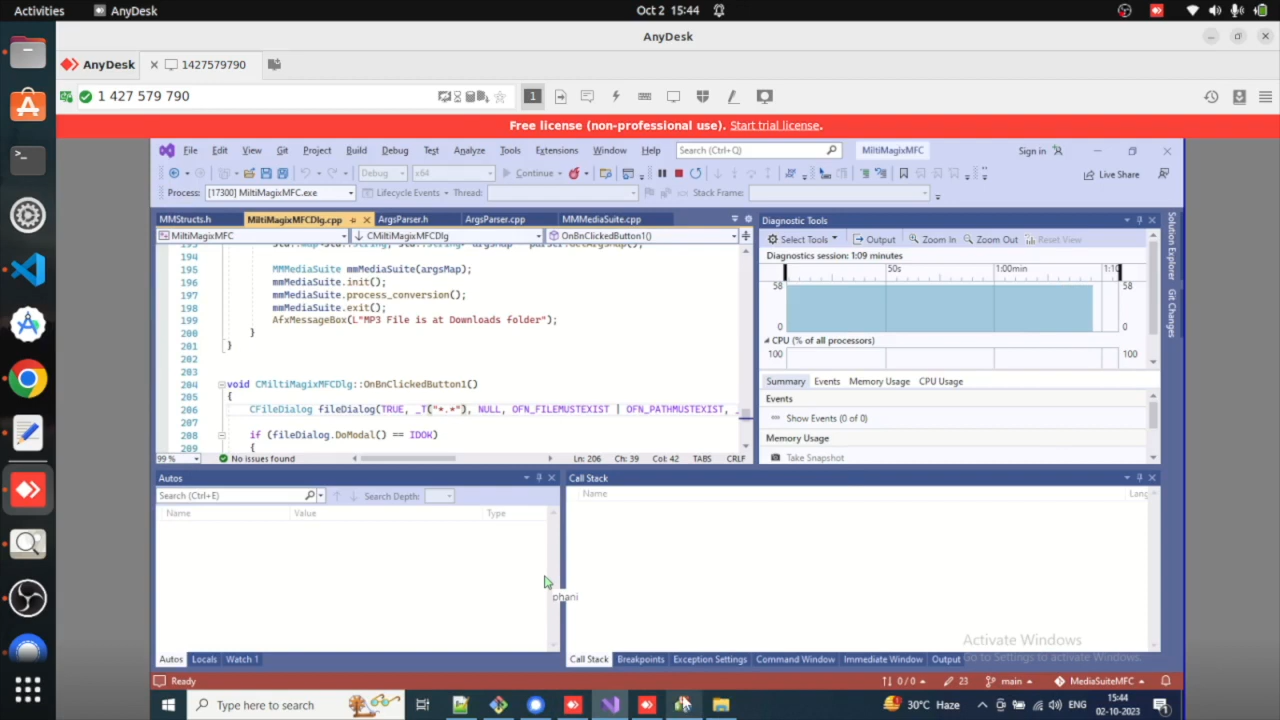 Activities AnyDesk Oct 2 15:44
AnyDesk
AnyDesk 1427579790
1 427 579 790 1
Free license (non-professional use). Start trial license.
File Edit View Git Project Build Debug Test Analyze Tools Extensions Window Help Search (Ctrl+Q) MiltiMagixMFC Sign in
Debug x64 Continue Live Share
Process: [17300] MiltiMagixMFC.exe Lifecycle Events Thread: Stack Frame:
MMStructs.h MiltiMagixMFCDlg.cpp ArgsParser.h ArgsParser.cpp MMMediaSuite.cpp
MiltiMagixMFC CMiltiMagixMFCDlg OnBnClickedButton1()
194
195 MMMediaSuite mmMediaSuite(argsMap);
196 mmMediaSuite.init();
197 mmMediaSuite.process_conversion();
198 mmMediaSuite.exit();
199 AfxMessageBox(L"MP3 File is at Downloads folder");
200 }
201 }
202
203
204 void CMiltiMagixMFCDlg::OnBnClickedButton1()
205 {
206 CFileDialog fileDialog(TRUE, _T("*.*"), NULL, OFN_FILEMUSTEXIST | OFN_PATHMUSTEXIST, _
207
208 if (fileDialog.DoModal() == IDOK)
209 {
99 % No issues found Ln: 206 Ch: 39 Col: 42 TABS CRLF
Diagnostic Tools
Select Tools Output Zoom In Zoom Out Reset View
Diagnostics session: 1:09 minutes
50s 1:00min 1:10
58 58
0 0
CPU (% of all processors)
100 100
Summary Events Memory Usage CPU Usage
Events
Show Events (0 of 0)
Memory Usage
Take Snapshot
Solution Explorer
Git Changes
Autos
Search (Ctrl+E) Search Depth:
Name Value Type
phani
Autos Locals Watch 1
Call Stack
Name Lang
Activate Windows
Go to Settings to activate Windows.
Call Stack Breakpoints Exception Settings Command Window Immediate Window Output
Ready 0 / 0 23 main MediaSuiteMFC
Type here to search 30°C Haze ENG 15:44
02-10-2023